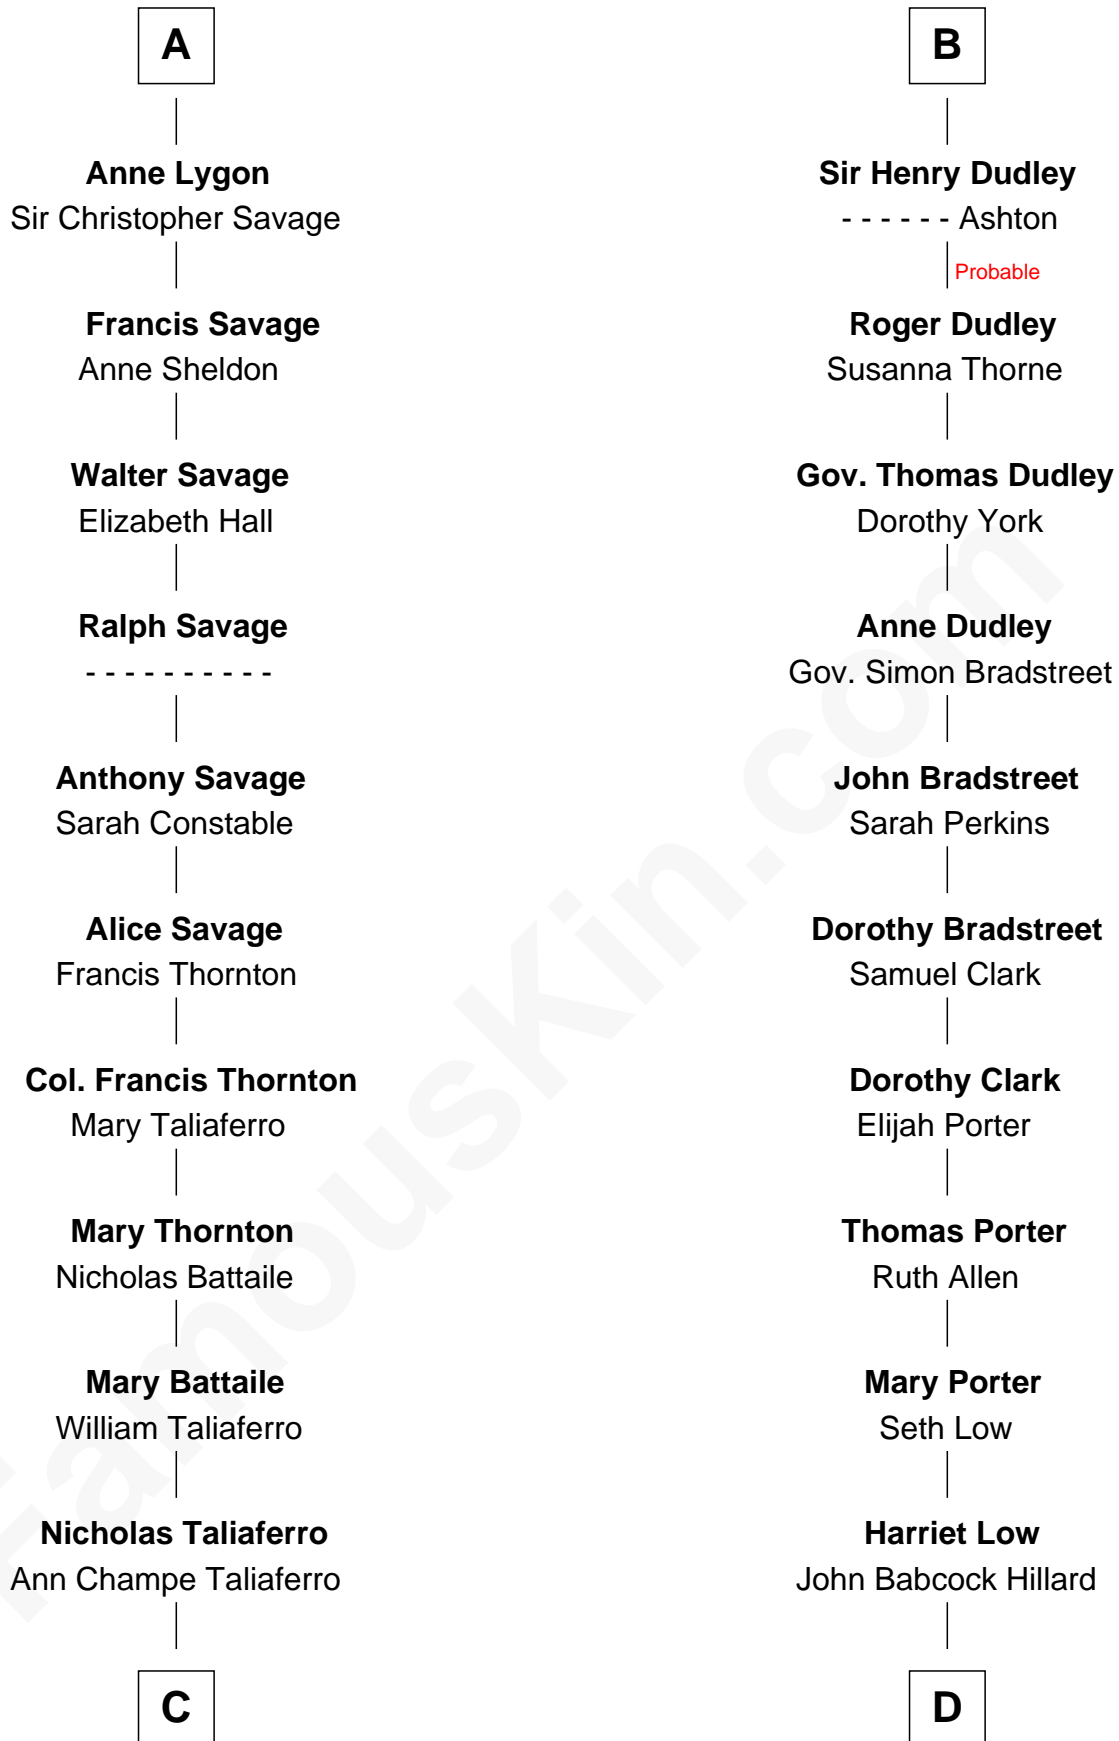 A
Anne Lygon
Sir Christopher Savage
Francis Savage
Anne Sheldon
Walter Savage
Elizabeth Hall
Ralph Savage
- - - - - - - - - -
Anthony Savage
Sarah Constable
Alice Savage
Francis Thornton
Col. Francis Thornton
Mary Taliaferro
Mary Thornton
Nicholas Battaile
Mary Battaile
William Taliaferro
Nicholas Taliaferro
Ann Champe Taliaferro
C
B
Sir Henry Dudley
- - - - - - Ashton
Probable
Roger Dudley
Susanna Thorne
Gov. Thomas Dudley
Dorothy York
Anne Dudley
Gov. Simon Bradstreet
John Bradstreet
Sarah Perkins
Dorothy Bradstreet
Samuel Clark
Dorothy Clark
Elijah Porter
Thomas Porter
Ruth Allen
Mary Porter
Seth Low
Harriet Low
John Babcock Hillard
D
FamousKin.com